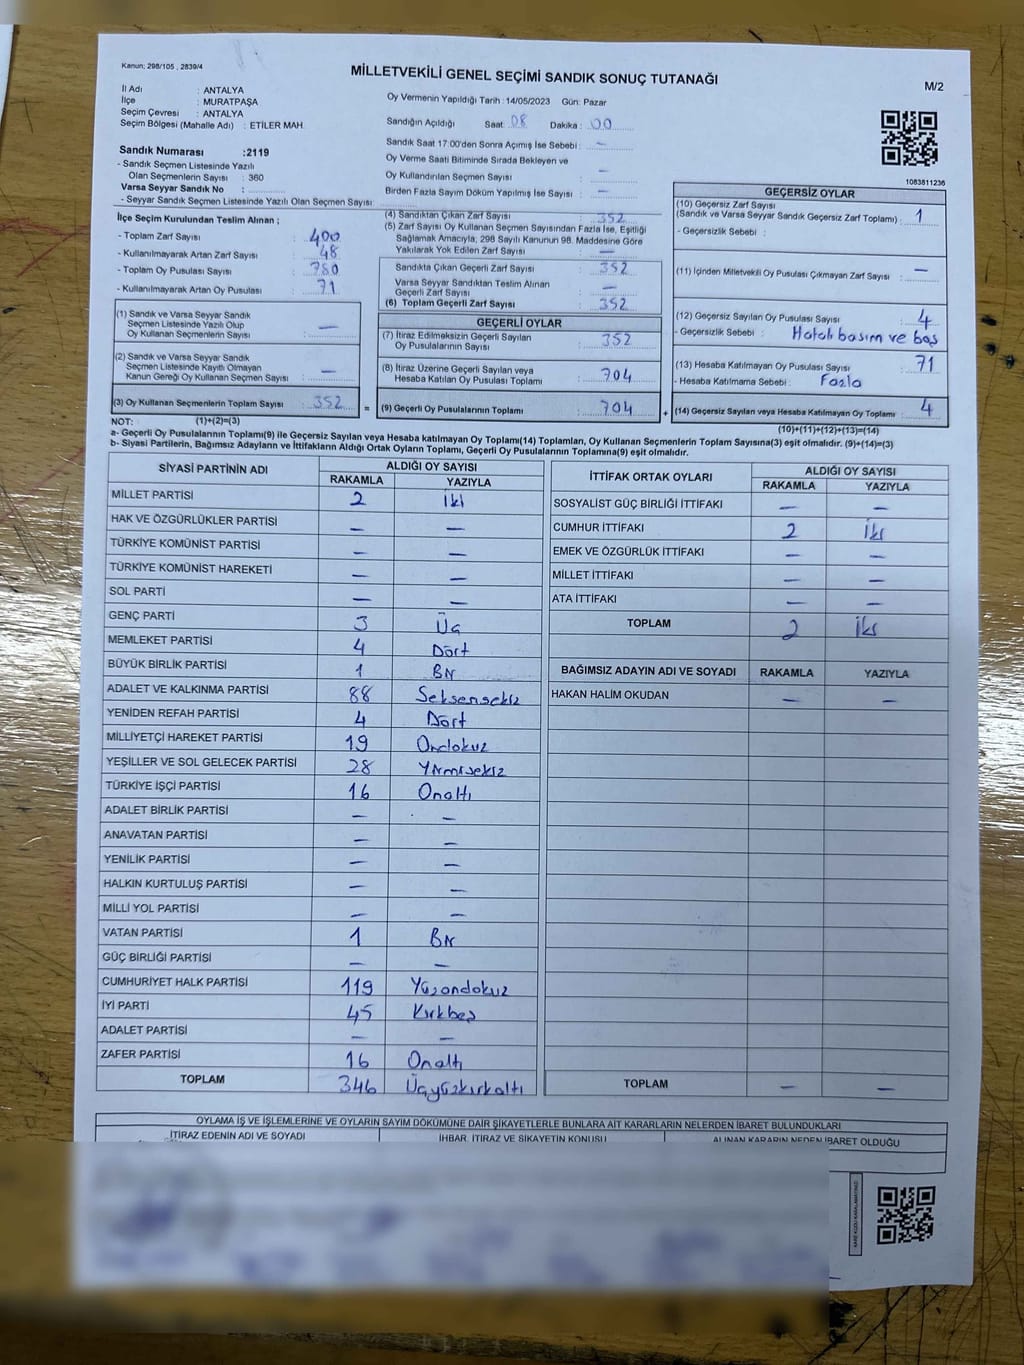 Kanun; 298/105 , 2839/4
MİLLETVEKİLİ GENEL SEÇİMİ SANDIK SONUÇ TUTANAĞI
M/2
İl Adı : ANTALYA
İlçe : MURATPAŞA
Seçim Çevresi : ANTALYA
Seçim Bölgesi (Mahalle Adı) : ETİLER MAH.
Sandık Numarası :2119
- Sandık Seçmen Listesinde Yazılı
Olan Seçmenlerin Sayısı : 360
Varsa Seyyar Sandık No :
- Seyyar Sandık Seçmen Listesinde Yazılı Olan Seçmen Sayısı :
Oy Vermenin Yapıldığı Tarih : 14/05/2023 Gün: Pazar
Sandığın Açıldığı Saat: 08 Dakika : 00
Sandık Saat 17:00'den Sonra Açımış İse Sebebi : –
Oy Verme Saati Bitiminde Sırada Bekleyen ve
Oy Kullandırılan Seçmen Sayısı : –
Birden Fazla Sayım Döküm Yapılmış İse Sayısı : –
1083811236
İlçe Seçim Kurulundan Teslim Alınan ;
- Toplam Zarf Sayısı : 400
- Kullanılmayarak Artan Zarf Sayısı : 48
- Toplam Oy Pusulası Sayısı : 780
- Kullanılmayarak Artan Oy Pusulası : 71
(1) Sandık ve Varsa Seyyar Sandık
Seçmen Listesinde Yazılı Olup
Oy Kullanan Seçmenlerin Sayısı : –
(2) Sandık ve Varsa Seyyar Sandık
Seçmen Listesinde Kayıtlı Olmayan
Kanun Gereği Oy Kullanan Seçmen Sayısı : –
(3) Oy Kullanan Seçmenlerin Toplam Sayısı : 352
(4) Sandıktan Çıkan Zarf Sayısı : 352
(5) Zarf Sayısı Oy Kullanan Seçmen Sayısından Fazla İse, Eşitliği
Sağlamak Amacıyla, 298 Sayılı Kanunun 98. Maddesine Göre
Yakılarak Yok Edilen Zarf Sayısı : –
Sandıkta Çıkan Geçerli Zarf Sayısı : 352
Varsa Seyyar Sandıktan Teslim Alınan
Geçerli Zarf Sayısı : –
(6) Toplam Geçerli Zarf Sayısı : 352
GEÇERLİ OYLAR
(7) İtiraz Edilmeksizin Geçerli Sayılan
Oy Pusulalarının Sayısı : 352
(8) İtiraz Üzerine Geçerli Sayılan veya
Hesaba Katılan Oy Pusulası Toplamı : 704
= (9) Geçerli Oy Pusulalarının Toplamı : 704 +
GEÇERSİZ OYLAR
(10) Geçersiz Zarf Sayısı
(Sandık ve Varsa Seyyar Sandık Geçersiz Zarf Toplamı) : 1
- Geçersizlik Sebebi :
(11) İçinden Milletvekili Oy Pusulası Çıkmayan Zarf Sayısı : –
(12) Geçersiz Sayılan Oy Pusulası Sayısı : 4
- Geçersizlik Sebebi : Hatalı basım ve boş
(13) Hesaba Katılmayan Oy Pusulası Sayısı : 71
- Hesaba Katılmama Sebebi : Fazla
(14) Geçersiz Sayılan veya Hesaba Katılmayan Oy Toplamı : 4
NOT: (1)+(2)=(3)
(10)+(11)+(12)+(13)=(14)
a- Geçerli Oy Pusulalarının Toplamı(9) ile Geçersiz Sayılan veya Hesaba katılmayan Oy Toplamı(14) Toplamları, Oy Kullanan Seçmenlerin Toplam Sayısına(3) eşit olmalıdır. (9)+(14)=(3)
b- Siyasi Partilerin, Bağımsız Adayların ve İttifakların Aldığı Ortak Oyların Toplamı, Geçerli Oy Pusulalarının Toplamına(9) eşit olmalıdır.
SİYASİ PARTİNİN ADI ALDIĞI OY SAYISI
RAKAMLA YAZIYLA
MİLLET PARTİSİ 2 İki
HAK VE ÖZGÜRLÜKLER PARTİSİ – –
TÜRKİYE KOMÜNİST PARTİSİ – –
TÜRKİYE KOMÜNİST HAREKETİ – –
SOL PARTİ – –
GENÇ PARTİ 3 Üç
MEMLEKET PARTİSİ 4 Dört
BÜYÜK BİRLİK PARTİSİ 1 Bir
ADALET VE KALKINMA PARTİSİ 88 Seksensekiz
YENİDEN REFAH PARTİSİ 4 Dört
MİLLİYETÇİ HAREKET PARTİSİ 19 Ondokuz
YEŞİLLER VE SOL GELECEK PARTİSİ 28 Yirmisekiz
TÜRKİYE İŞÇİ PARTİSİ 16 Onaltı
ADALET BİRLİK PARTİSİ – –
ANAVATAN PARTİSİ – –
YENİLİK PARTİSİ – –
HALKIN KURTULUŞ PARTİSİ – –
MİLLİ YOL PARTİSİ – –
VATAN PARTİSİ 1 Bir
GÜÇ BİRLİĞİ PARTİSİ – –
CUMHURİYET HALK PARTİSİ 119 Yüzondokuz
İYİ PARTİ 45 Kırkbeş
ADALET PARTİSİ – –
ZAFER PARTİSİ 16 Onaltı
TOPLAM 346 Üçyüzkırkaltı
İTTİFAK ORTAK OYLARI ALDIĞI OY SAYISI
RAKAMLA YAZIYLA
SOSYALİST GÜÇ BİRLİĞİ İTTİFAKI – –
CUMHUR İTTİFAKI 2 İki
EMEK VE ÖZGÜRLÜK İTTİFAKI – –
MİLLET İTTİFAKI – –
ATA İTTİFAKI – –
TOPLAM 2 İki
BAĞIMSIZ ADAYIN ADI VE SOYADI RAKAMLA YAZIYLA
HAKAN HALİM OKUDAN – –
TOPLAM – –
OYLAMA İŞ VE İŞLEMLERİNE VE OYLARIN SAYIM DÖKÜMÜNE DAİR ŞİKAYETLERLE BUNLARA AİT KARARLARIN NELERDEN İBARET BULUNDUKLARI
İTİRAZ EDENİN ADI VE SOYADI İHBAR, İTİRAZ VE ŞİKAYETİN KONUSU ALINAN KARARIN NEDEN İBARET OLDUĞU